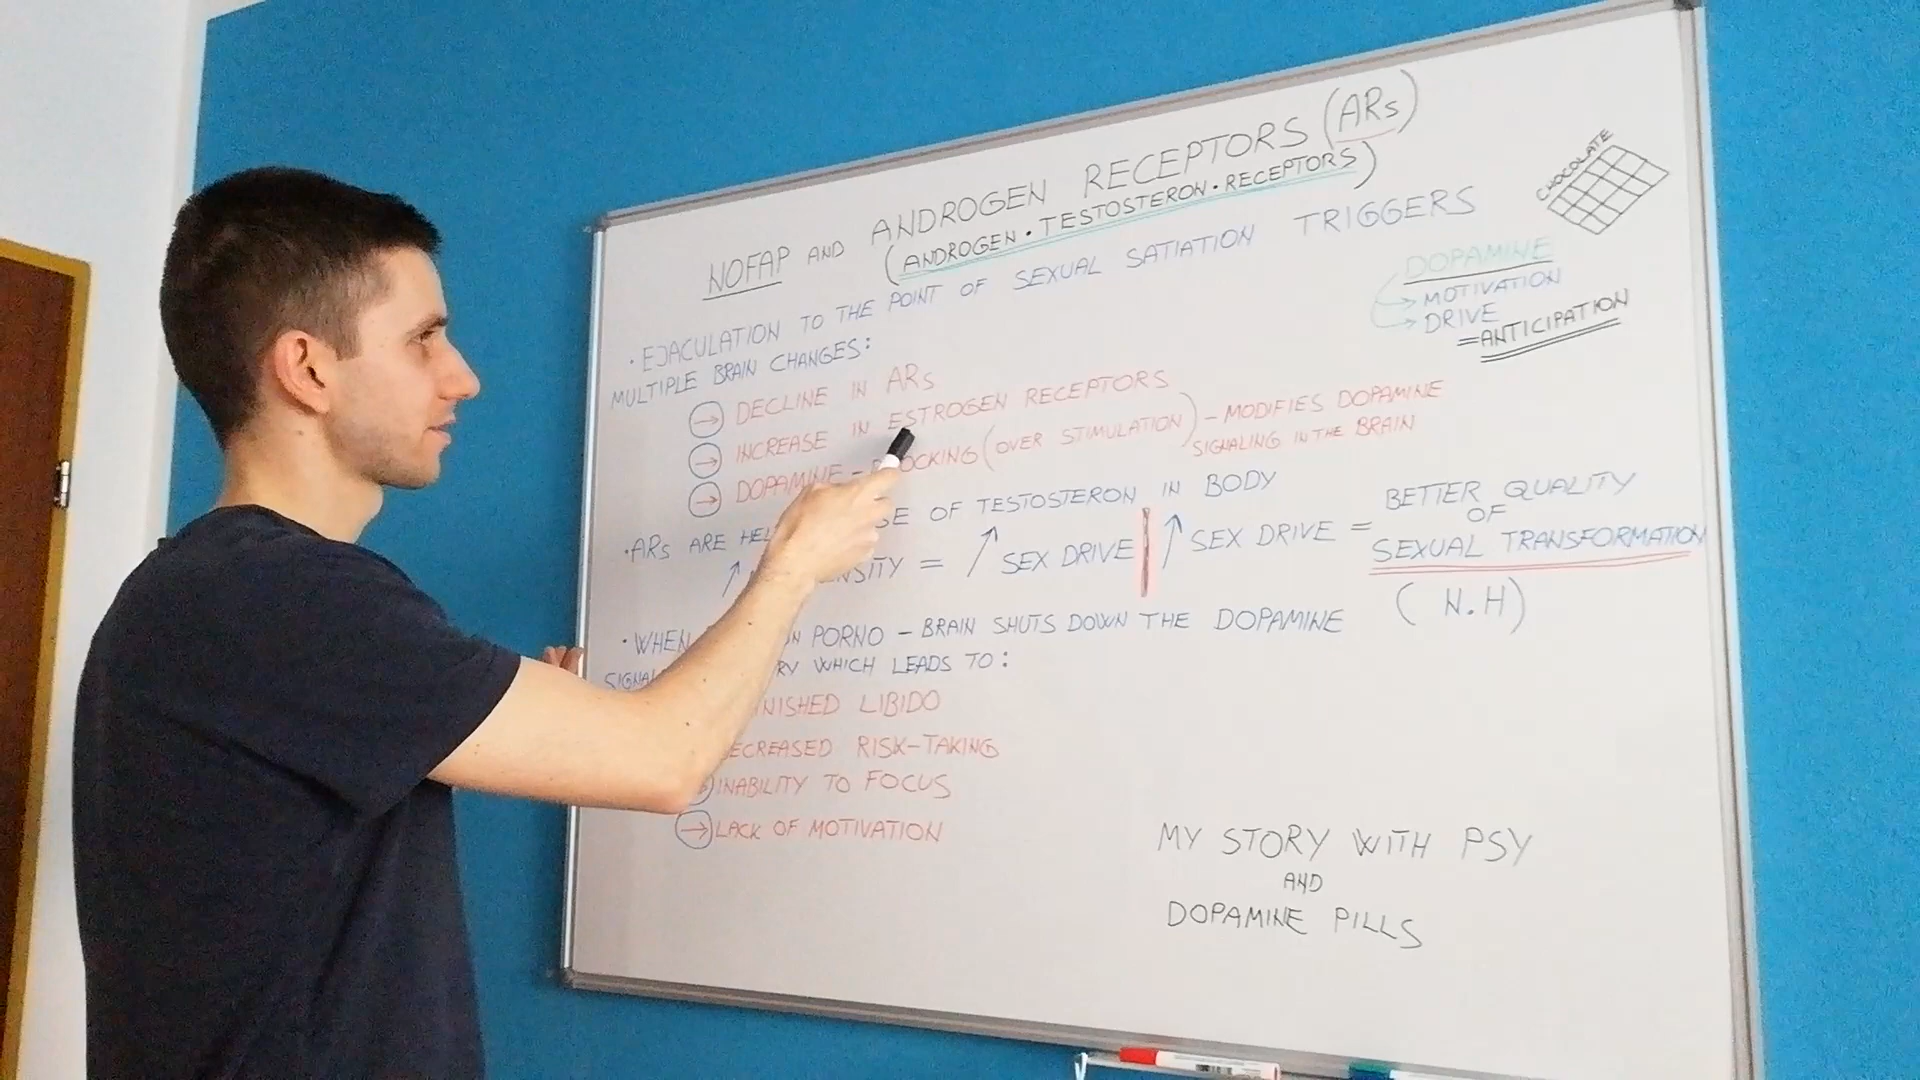 NOFAP AND ANDROGEN RECEPTORS (ARs)
(ANDROGEN • TESTOSTERON • RECEPTORS)
• EJACULATION TO THE POINT OF SEXUAL SATIATION TRIGGERS
MULTIPLE BRAIN CHANGES:
→ DECLINE IN ARs
→ INCREASE IN ESTROGEN RECEPTORS
→ DOPAMINE - OCKING (OVER STIMULATION) - MODIFIES DOPAMINE
SIGNALING IN THE BRAIN
CHOCOLATE
DOPAMINE
→ MOTIVATION
→ DRIVE
= ANTICIPATION
• ARs ARE HEL SE OF TESTOSTERON IN BODY
↑ NSITY = ↑ SEX DRIVE | ↑ SEX DRIVE = BETTER QUALITY
OF
SEXUAL TRANSFORMATION
(N.H)
• WHEN ON PORNO - BRAIN SHUTS DOWN THE DOPAMINE
SIGNAL RY WHICH LEADS TO:
INISHED LIBIDO
ECREASED RISK-TAKING
INABILITY TO FOCUS
→ LACK OF MOTIVATION
MY STORY WITH PSY
AND
DOPAMINE PILLS